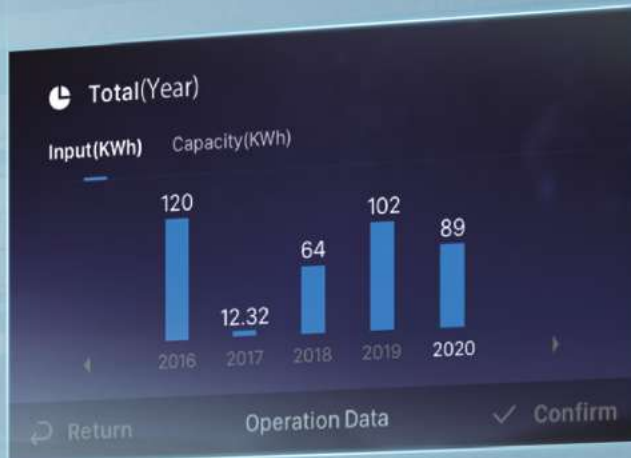 Total(Year)
Input(KWh) Capacity(KWh)
120 12.32 64 102 89
2016 2017 2018 2019 2020
Return Operation Data Confirm